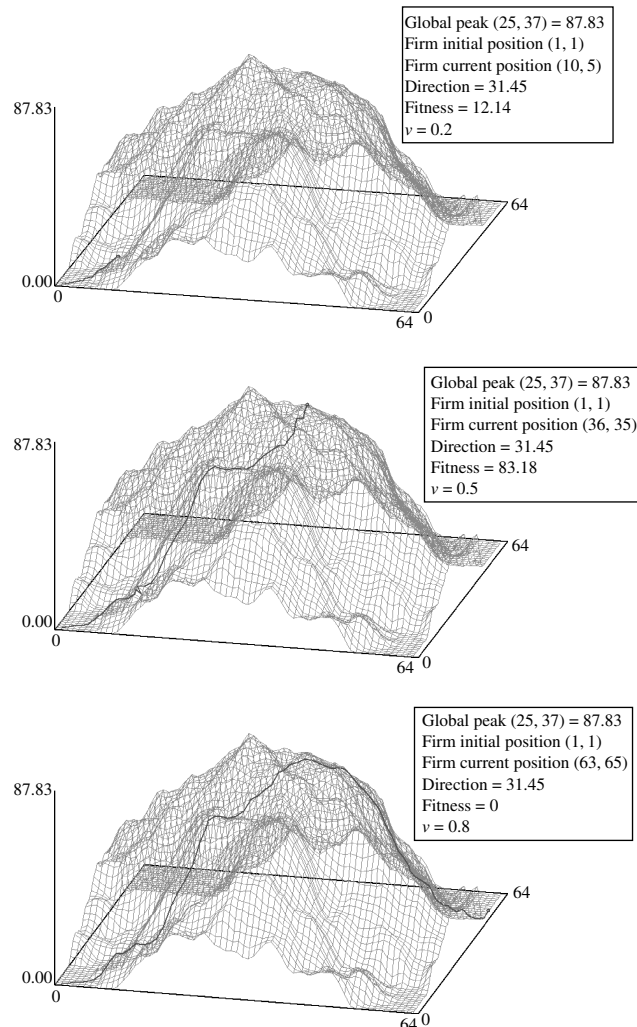 Global peak (25, 37) = 87.83
Firm initial position (1, 1)
Firm current position (10, 5)
Direction = 31.45
Fitness = 12.14
v = 0.2
87.83
64
0.00
0
64
0
Global peak (25, 37) = 87.83
Firm initial position (1, 1)
Firm current position (36, 35)
Direction = 31.45
Fitness = 83.18
v = 0.5
87.83
64
0.00
0
64
0
Global peak (25, 37) = 87.83
Firm initial position (1, 1)
Firm current position (63, 65)
Direction = 31.45
Fitness = 0
v = 0.8
87.83
64
0.00
0
64
0